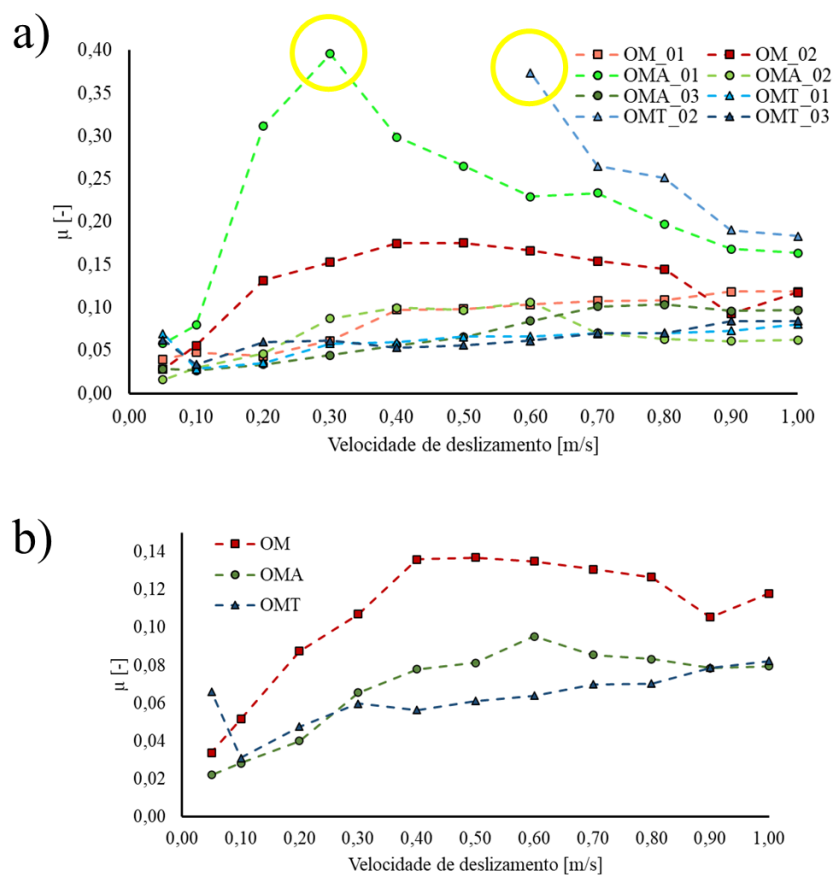 a)
0,40
0,35
0,30
0,25
0,20
0,15
0,10
0,05
0,00
μ [-]
OM_01 OM_02
OMA_01 OMA_02
OMA_03 OMT_01
OMT_02 OMT_03
0,00 0,10 0,20 0,30 0,40 0,50 0,60 0,70 0,80 0,90 1,00
Velocidade de deslizamento [m/s]
b)
0,14
0,12
0,10
0,08
0,06
0,04
0,02
0,00
μ [-]
OM
OMA
OMT
0,00 0,10 0,20 0,30 0,40 0,50 0,60 0,70 0,80 0,90 1,00
Velocidade de deslizamento [m/s]